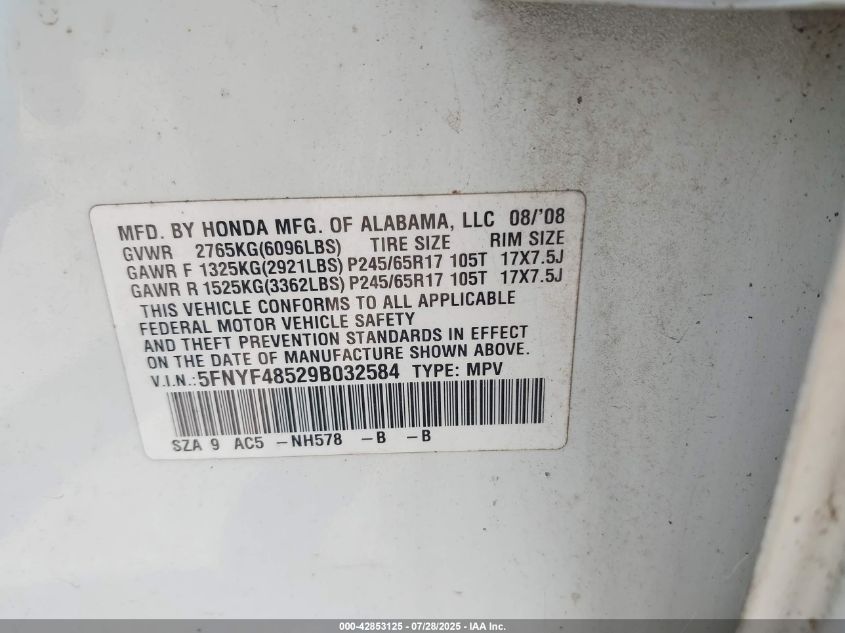 MFD. BY HONDA MFG. OF ALABAMA, LLC 08/'08
GVWR 2765KG(6096LBS) TIRE SIZE RIM SIZE
GAWR F 1325KG(2921LBS) P245/65R17 105T 17X7.5J
GAWR R 1525KG(3362LBS) P245/65R17 105T 17X7.5J
THIS VEHICLE CONFORMS TO ALL APPLICABLE
FEDERAL MOTOR VEHICLE SAFETY
AND THEFT PREVENTION STANDARDS IN EFFECT
ON THE DATE OF MANUFACTURE SHOWN ABOVE.
V.I.N.:5FNYF48529B032584 TYPE: MPV
SZA 9 AC5 -NH578 -B -B
000-42853125 - 07/28/2025 - IAA Inc.